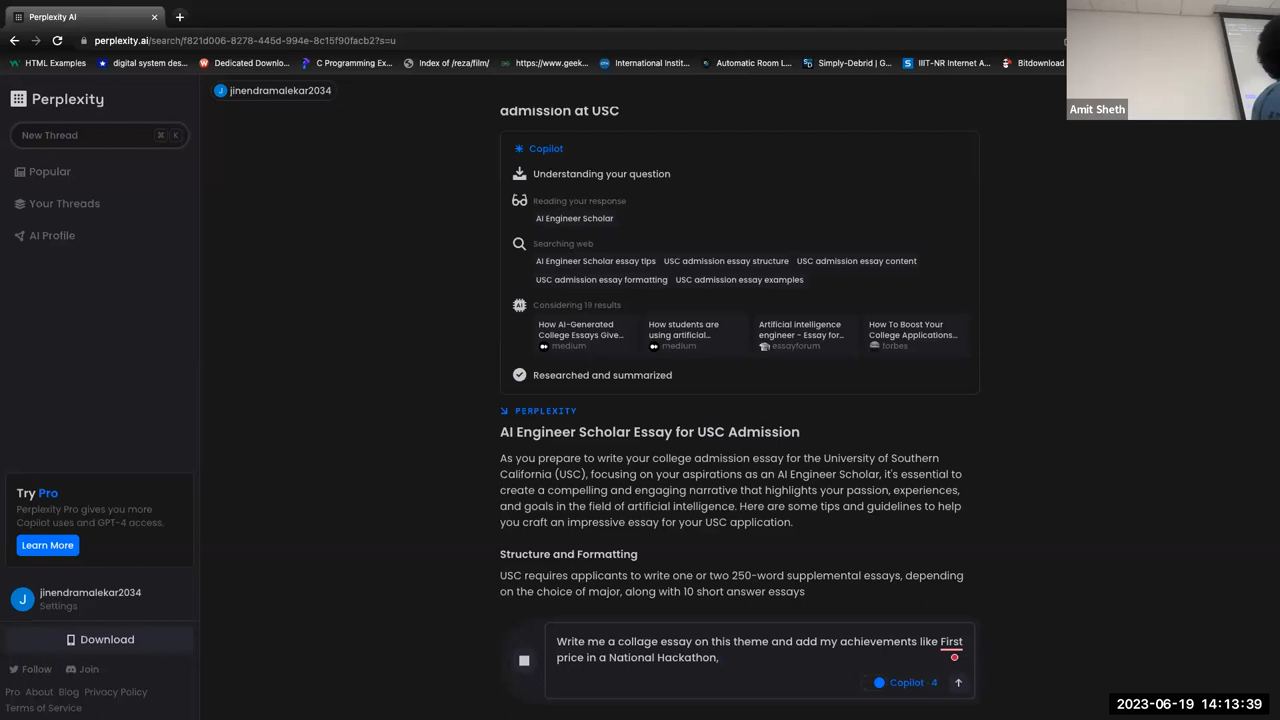 Perplexity AI
perplexity.ai/search/f821d006-8278-445d-994e-8c15f90facb2?s=u
HTML Examples
digital system des...
Dedicated Downlo...
C Programming Ex...
Index of /reza/film/
https://www.geek...
International Instit...
Automatic Room L...
Simply-Debrid | G...
IIIT-NR Internet A...
Bitdownload
Amit Sheth
Perplexity
New Thread
⌘ K
Popular
Your Threads
AI Profile
Try Pro
Perplexity Pro gives you more
Copilot uses and GPT-4 access.
Learn More
J
jinendramalekar2034
Settings
Download
Follow
Join
Pro About Blog Privacy Policy
Terms of Service
J
jinendramalekar2034
admission at USC
Copilot
Understanding your question
Reading your response
AI Engineer Scholar
Searching web
AI Engineer Scholar essay tips USC admission essay structure USC admission essay content
USC admission essay formatting USC admission essay examples
AI
Considering 19 results
How AI-Generated
College Essays Give...
medium
How students are
using artificial...
medium
Artificial intelligence
engineer - Essay for...
essayforum
How To Boost Your
College Applications...
forbes
Researched and summarized
PERPLEXITY
AI Engineer Scholar Essay for USC Admission
As you prepare to write your college admission essay for the University of Southern
California (USC), focusing on your aspirations as an AI Engineer Scholar, it's essential to
create a compelling and engaging narrative that highlights your passion, experiences,
and goals in the field of artificial intelligence. Here are some tips and guidelines to help
you craft an impressive essay for your USC application.
Structure and Formatting
USC requires applicants to write one or two 250-word supplemental essays, depending
on the choice of major, along with 10 short answer essays
Write me a collage essay on this theme and add my achievements like First
price in a National Hackathon,
Copilot · 4
2023-06-19 14:13:39